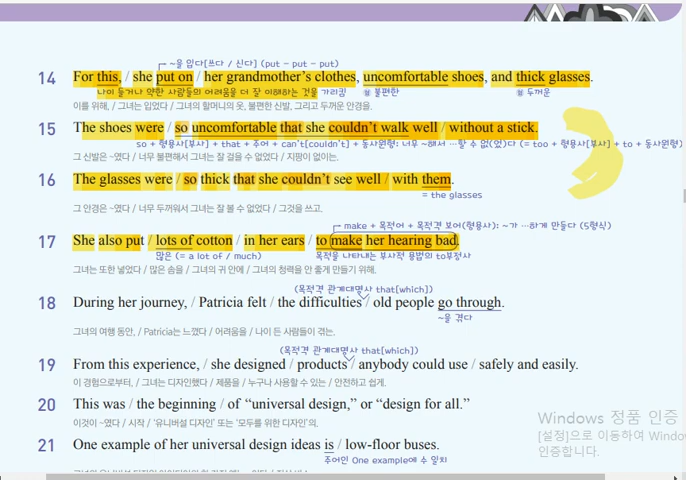 ~을 입다[쓰다 / 신다] (put – put – put)
14 For this, / she put on / her grandmother's clothes, uncomfortable shoes, and thick glasses.
나이 들거나 약한 사람들의 어려움을 더 잘 이해하는 것을 가리킴 형 불편한 형 두꺼운
이를 위해, / 그녀는 입었다 / 그녀의 할머니의 옷, 불편한 신발, 그리고 두꺼운 안경을.
15 The shoes were / so uncomfortable that she couldn't walk well / without a stick.
so + 형용사[부사] + that + 주어 + can't[couldn't] + 동사원형: 너무 ~해서 …할 수 없(었)다 (= too + 형용사[부사] + to + 동사원형)
그 신발은 ~였다 / 너무 불편해서 그녀는 잘 걸을 수 없었다 / 지팡이 없이는.
16 The glasses were / so thick that she couldn't see well / with them.
= the glasses
그 안경은 ~였다 / 너무 두꺼워서 그녀는 잘 볼 수 없었다 / 그것을 쓰고.
make + 목적어 + 목적격 보어(형용사): ~가 …하게 만들다 (5형식)
17 She also put / lots of cotton / in her ears / to make her hearing bad.
많은 (= a lot of / much) 목적을 나타내는 부사적 용법의 to부정사
그녀는 또한 넣었다 / 많은 솜을 / 그녀의 귀 안에 / 그녀의 청력을 안 좋게 만들기 위해.
(목적격 관계대명사 that[which])
18 During her journey, / Patricia felt / the difficulties / old people go through.
~을 겪다
그녀의 여행 동안, / Patricia는 느꼈다 / 어려움을 / 나이 든 사람들이 겪는.
(목적격 관계대명사 that[which])
19 From this experience, / she designed / products / anybody could use / safely and easily.
이 경험으로부터, / 그녀는 디자인했다 / 제품을 / 누구나 사용할 수 있는 / 안전하고 쉽게.
20 This was / the beginning / of "universal design," or "design for all."
이것이 ~였다 / 시작 / '유니버설 디자인' 또는 '모두를 위한 디자인'의.
Windows 정품 인증
[설정]으로 이동하여 Windo
인증합니다.
21 One example of her universal design ideas is / low-floor buses.
주어인 One example에 수 일치